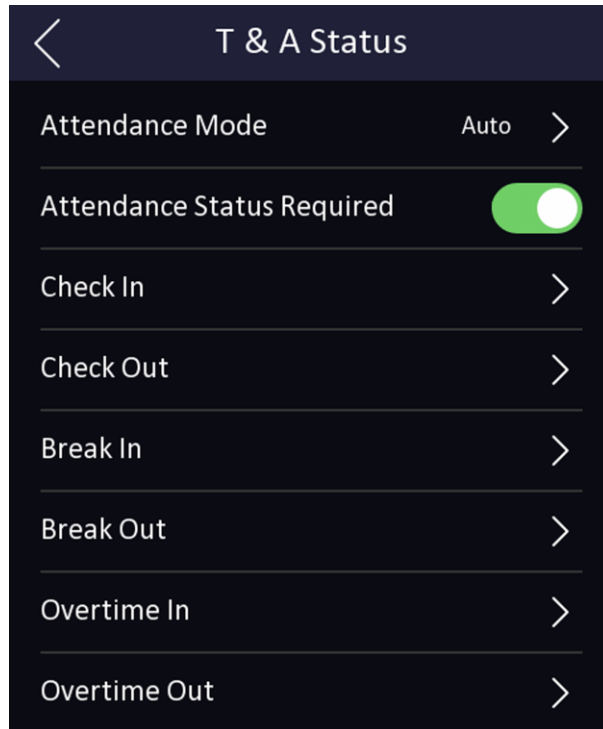 T & A Status
Attendance Mode Auto
Attendance Status Required
Check In
Check Out
Break In
Break Out
Overtime In
Overtime Out